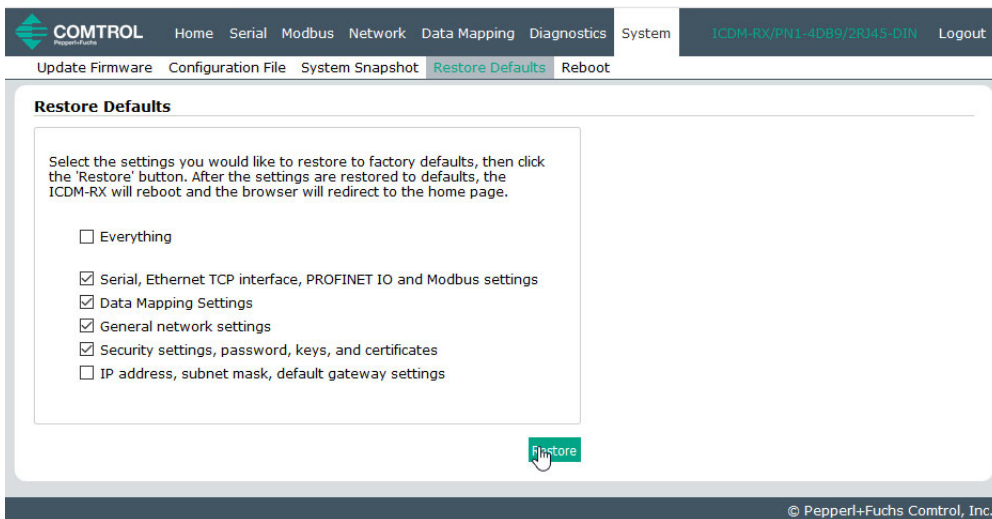 COMTROL
Pepperl+Fuchs
Home Serial Modbus Network Data Mapping Diagnostics System ICDM-RX/PN1-4DB9/2RJ45-DIN Logout
Update Firmware Configuration File System Snapshot Restore Defaults Reboot
Restore Defaults
Select the settings you would like to restore to factory defaults, then click
the 'Restore' button. After the settings are restored to defaults, the
ICDM-RX will reboot and the browser will redirect to the home page.
Everything
Serial, Ethernet TCP interface, PROFINET IO and Modbus settings
Data Mapping Settings
General network settings
Security settings, password, keys, and certificates
IP address, subnet mask, default gateway settings
Restore
© Pepperl+Fuchs Comtrol, Inc.